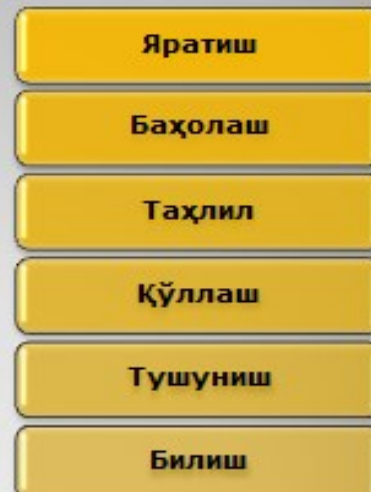 Яратиш
Баҳолаш
Таҳлил
Қўллаш
Тушуниш
Билиш